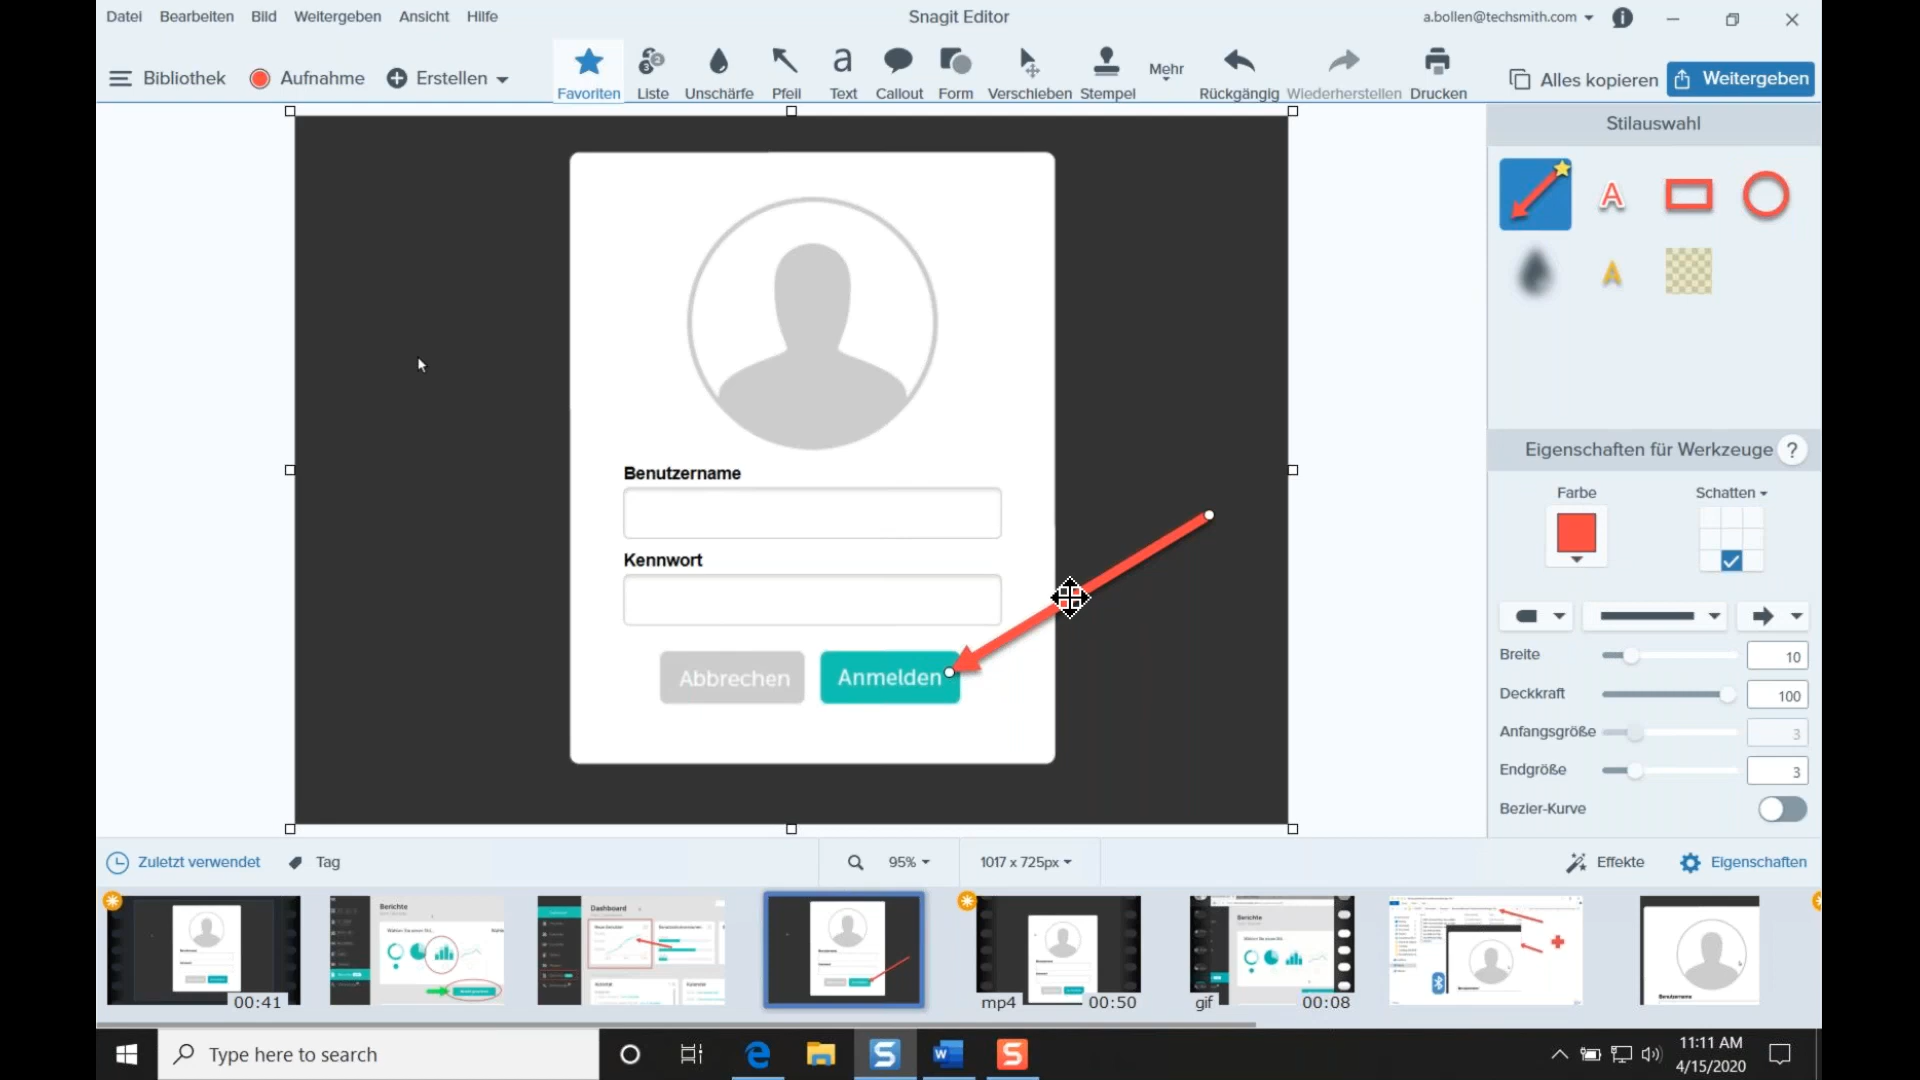 Datei Bearbeiten Bild Weitergeben Ansicht Hilfe
Snagit Editor
a.bollen@techsmith.com
Bibliothek Aufnahme Erstellen
Favoriten Liste Unschärfe Pfeil Text Callout Form Verschieben Stempel Mehr Rückgängig Wiederherstellen Drucken
Alles kopieren Weitergeben
Stilauswahl
Benutzername
Kennwort
Abbrechen Anmelden
Eigenschaften für Werkzeuge ?
Farbe Schatten
Breite 10
Deckkraft 100
Anfangsgröße 3
Endgröße 3
Bezier-Kurve
Zuletzt verwendet Tag
95% 1017 x 725px
Effekte Eigenschaften
Berichte
Dashboard
Berichte
00:41
mp4 00:50
gif 00:08
Type here to search
11:11 AM
4/15/2020